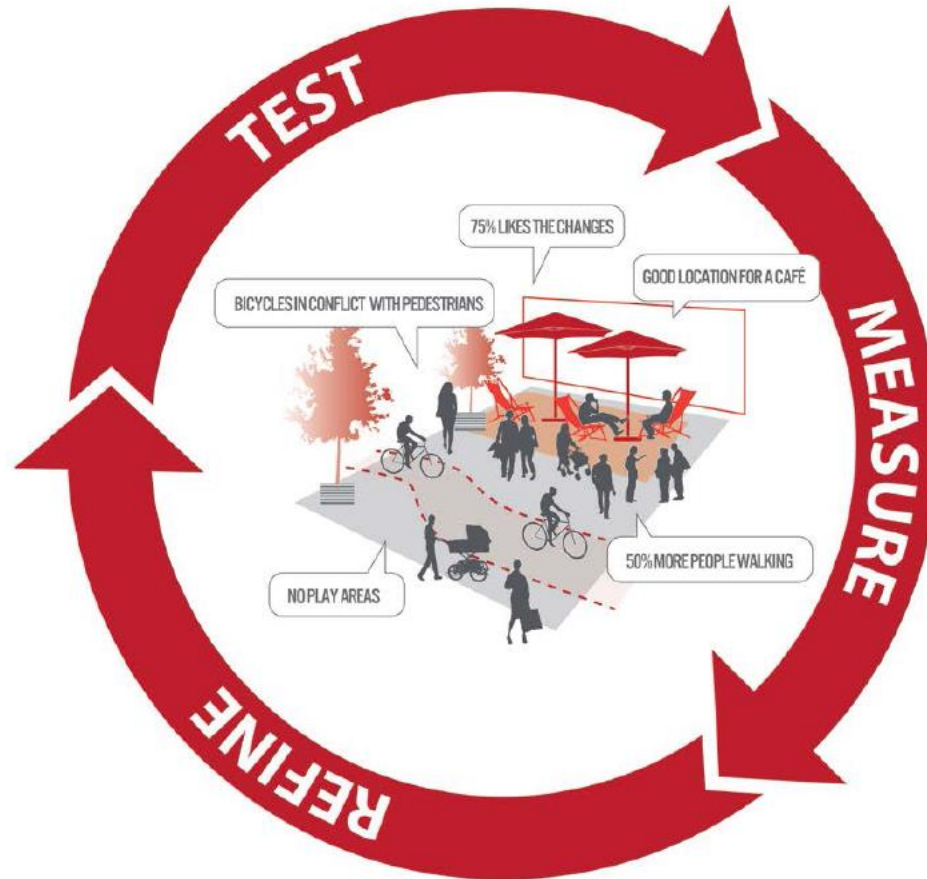 TEST
75% LIKES THE CHANGES
GOOD LOCATION FOR A CAFÉ
BICYCLES IN CONFLICT WITH PEDESTRIANS
MEASURE
50% MORE PEOPLE WALKING
NO PLAY AREAS
REFINE